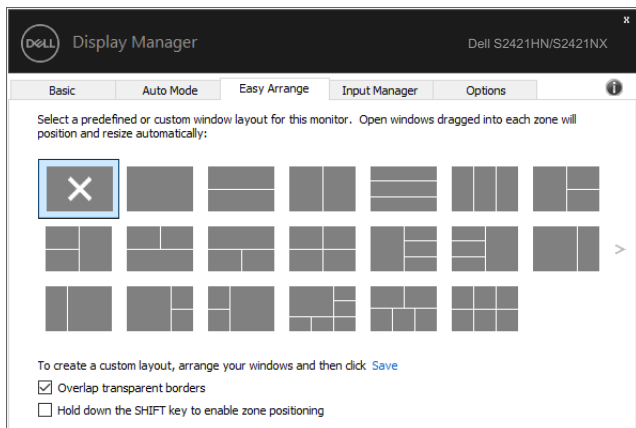 x
DELL Display Manager Dell S2421HN/S2421NX
Basic Auto Mode Easy Arrange Input Manager Options
Select a predefined or custom window layout for this monitor. Open windows dragged into each zone will
position and resize automatically:
>
To create a custom layout, arrange your windows and then click Save
Overlap transparent borders
Hold down the SHIFT key to enable zone positioning